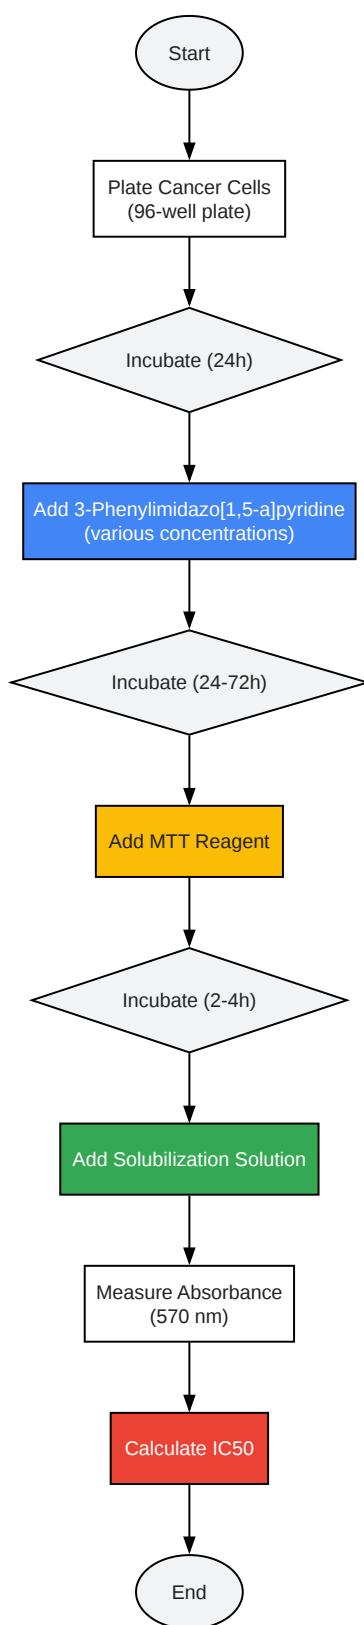 Start
Plate Cancer Cells
(96-well plate)
Incubate (24h)
Add 3-Phenylimidazo[1,5-a]pyridine
(various concentrations)
Incubate (24-72h)
Add MTT Reagent
Incubate (2-4h)
Add Solubilization Solution
Measure Absorbance
(570 nm)
Calculate IC50
End